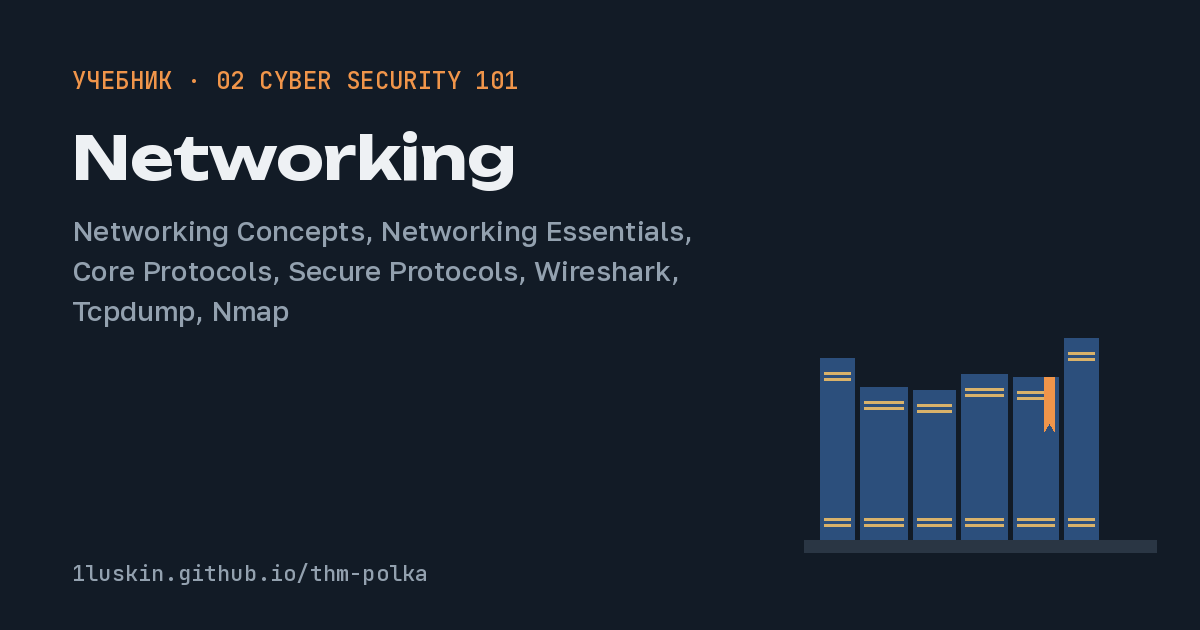 УЧЕБНИК · 02 CYBER SECURITY 101
Networking
Networking Concepts, Networking Essentials,
Core Protocols, Secure Protocols, Wireshark,
Tcpdump, Nmap
1luskin.github.io/thm-polka